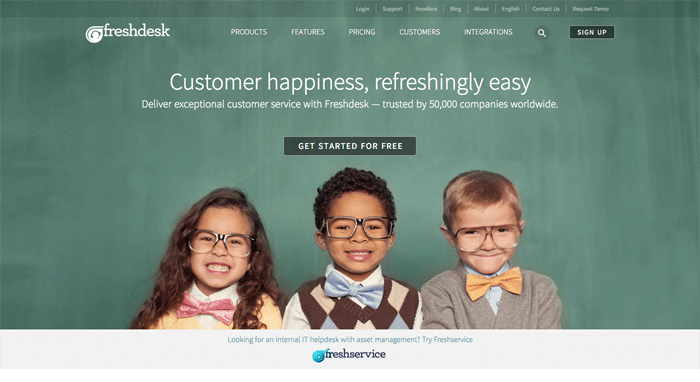 Login Support Resellers Blog About English Contact Us Request Demo
freshdesk PRODUCTS FEATURES PRICING CUSTOMERS INTEGRATIONS SIGN UP
Customer happiness, refreshingly easy
Deliver exceptional customer service with Freshdesk — trusted by 50,000 companies worldwide.
GET STARTED FOR FREE
Looking for an internal IT helpdesk with asset management? Try Freshservice
freshservice